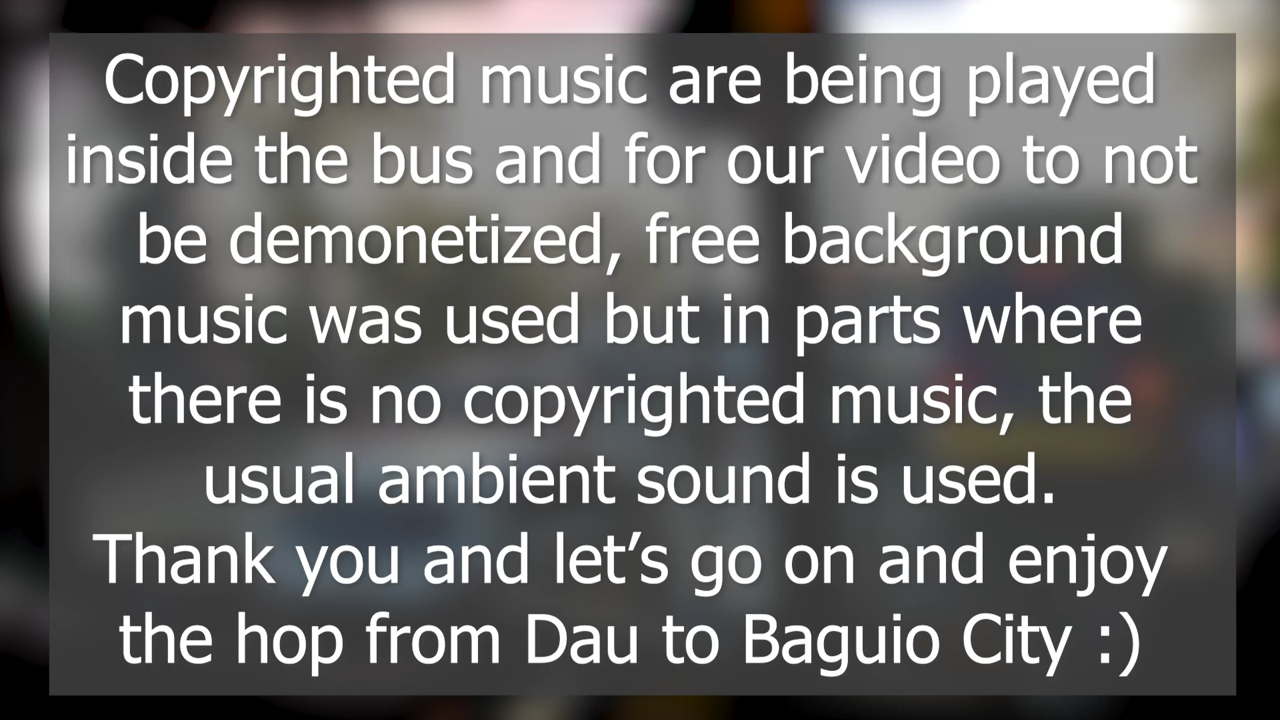 Copyrighted music are being played
inside the bus and for our video to not
be demonetized, free background
music was used but in parts where
there is no copyrighted music, the
usual ambient sound is used.
Thank you and let’s go on and enjoy
the hop from Dau to Baguio City :)